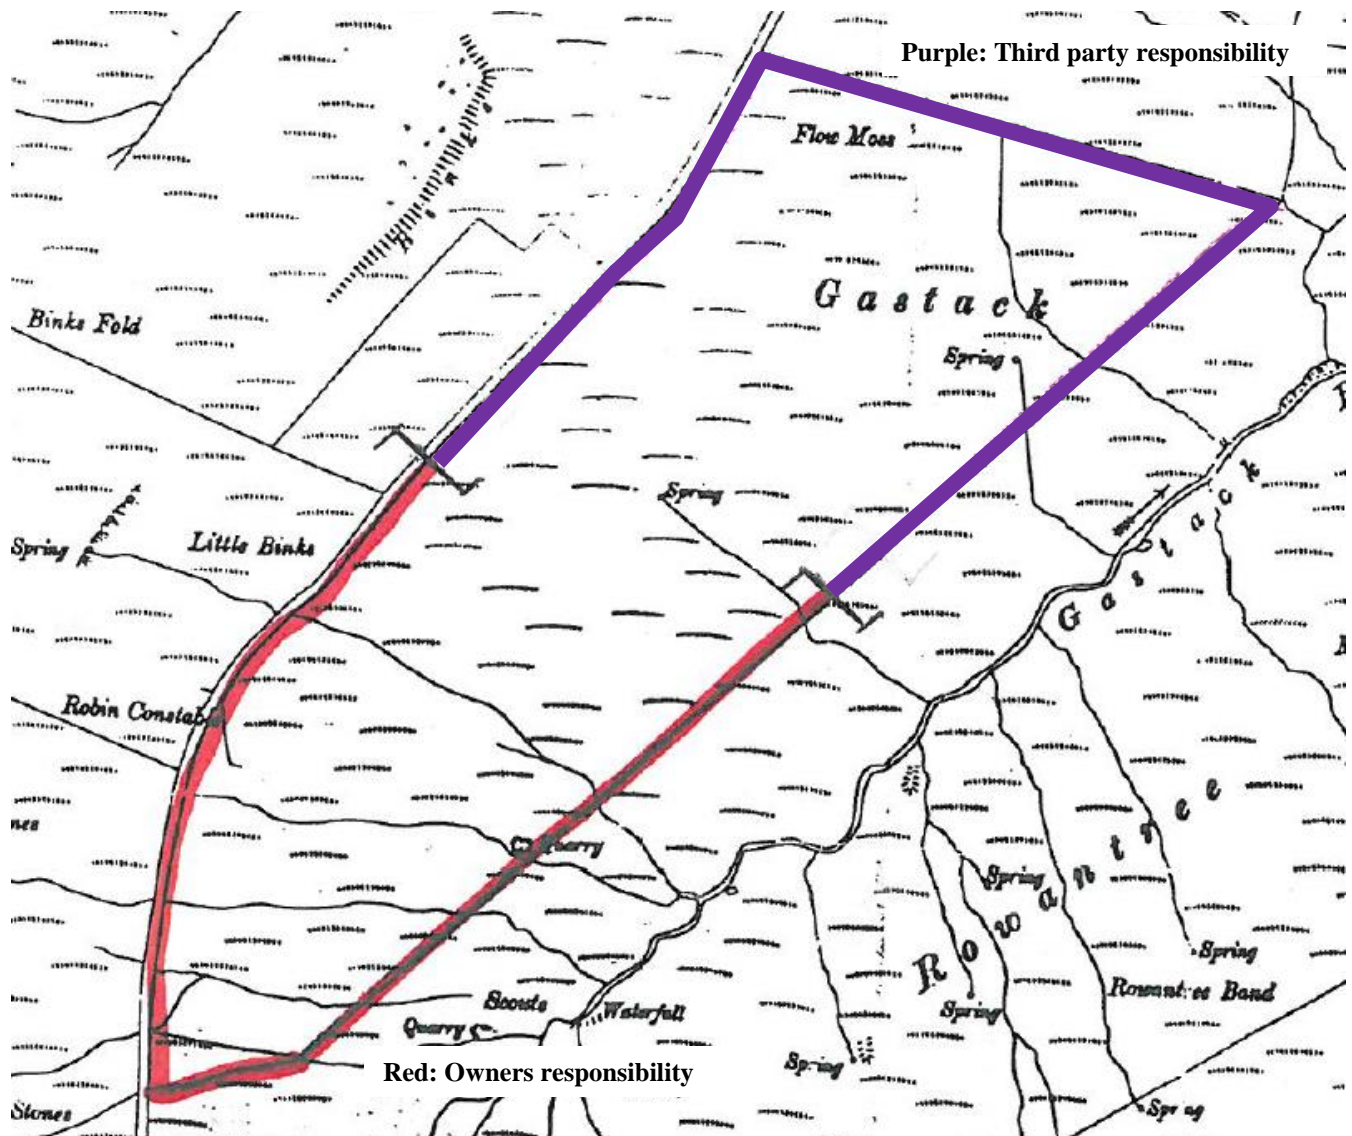 Purple: Third party responsibility
Flow Moss
Gastack
Binks Fold
Spring
Spring
Spring
Little Binks
Gastack
Robin Constab
Quarry
Spring
Rowantree
Spring
Rowantree Band
Scouts
Spring
Quarry
Waterfall
Spring
Red: Owners responsibility
Stones